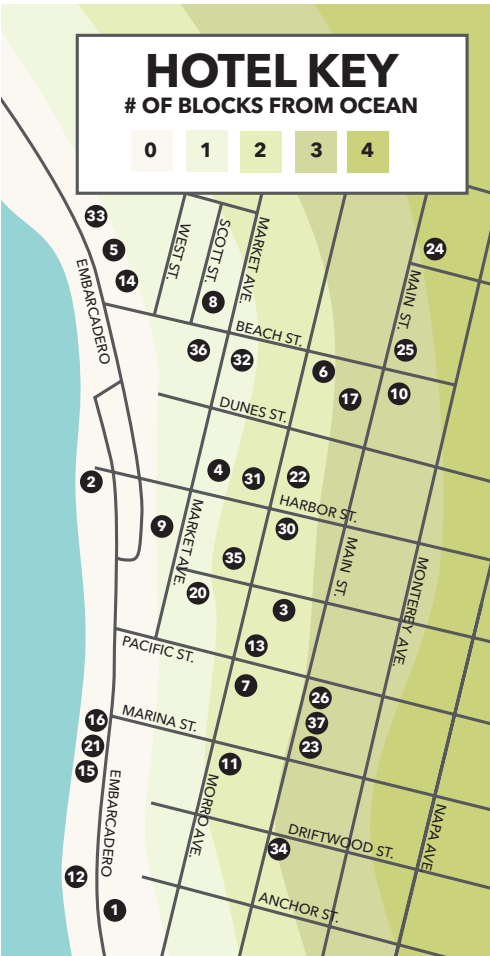 HOTEL KEY
# OF BLOCKS FROM OCEAN
0 1 2 3 4
33
5
14
EMBARCADERO
WEST ST.
SCOTT ST.
MARKET AVE.
8
24
MAIN ST.
BEACH ST.
36
32
6
25
17
10
DUNES ST.
4
31
22
2
HARBOR ST.
9
MARKET AVE.
30
MAIN ST.
35
MONTEREY AVE.
20
3
PACIFIC ST.
13
7
26
16
MARINA ST.
37
21
23
15
11
EMBARCADERO
MORRO AVE.
NAPA AVE
DRIFTWOOD ST.
34
12
1
ANCHOR ST.